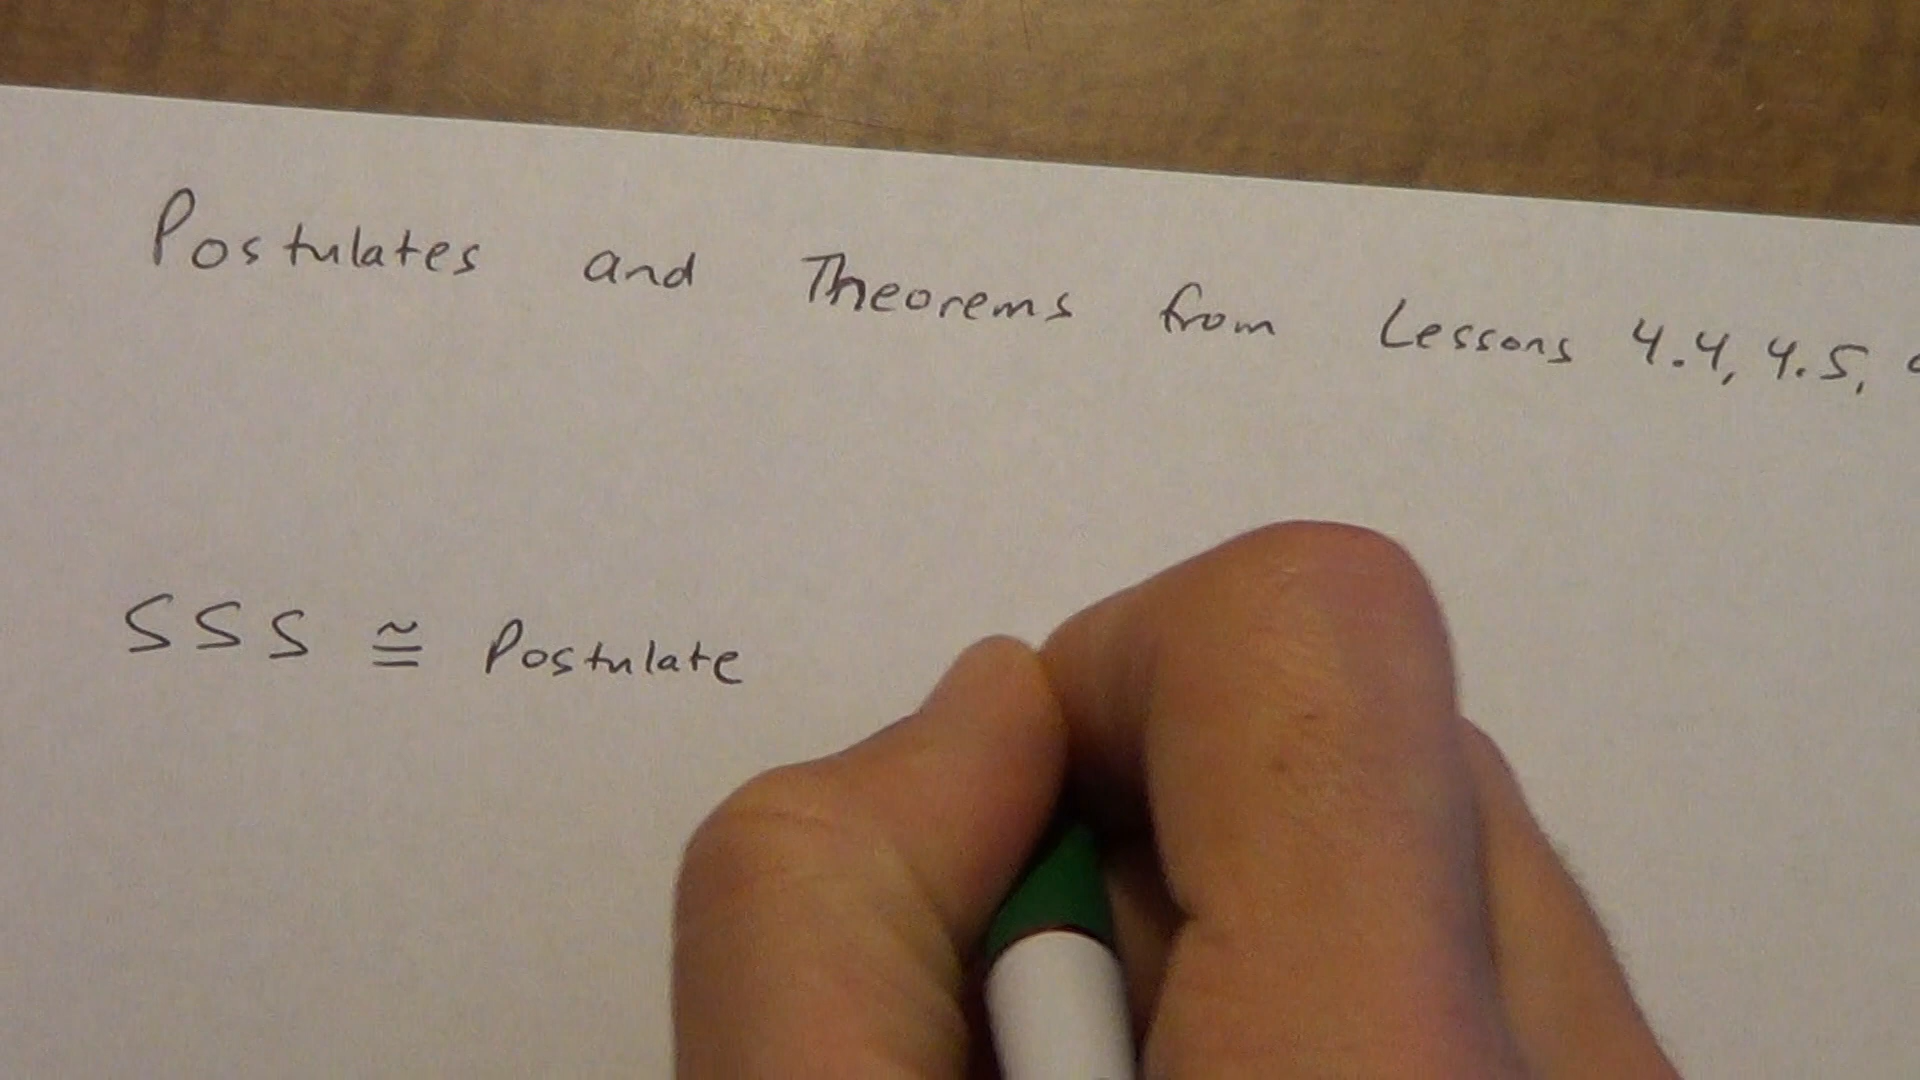 Postulates and Theorems from Lessons 4.4, 4.5,
SSS ≅ Postulate